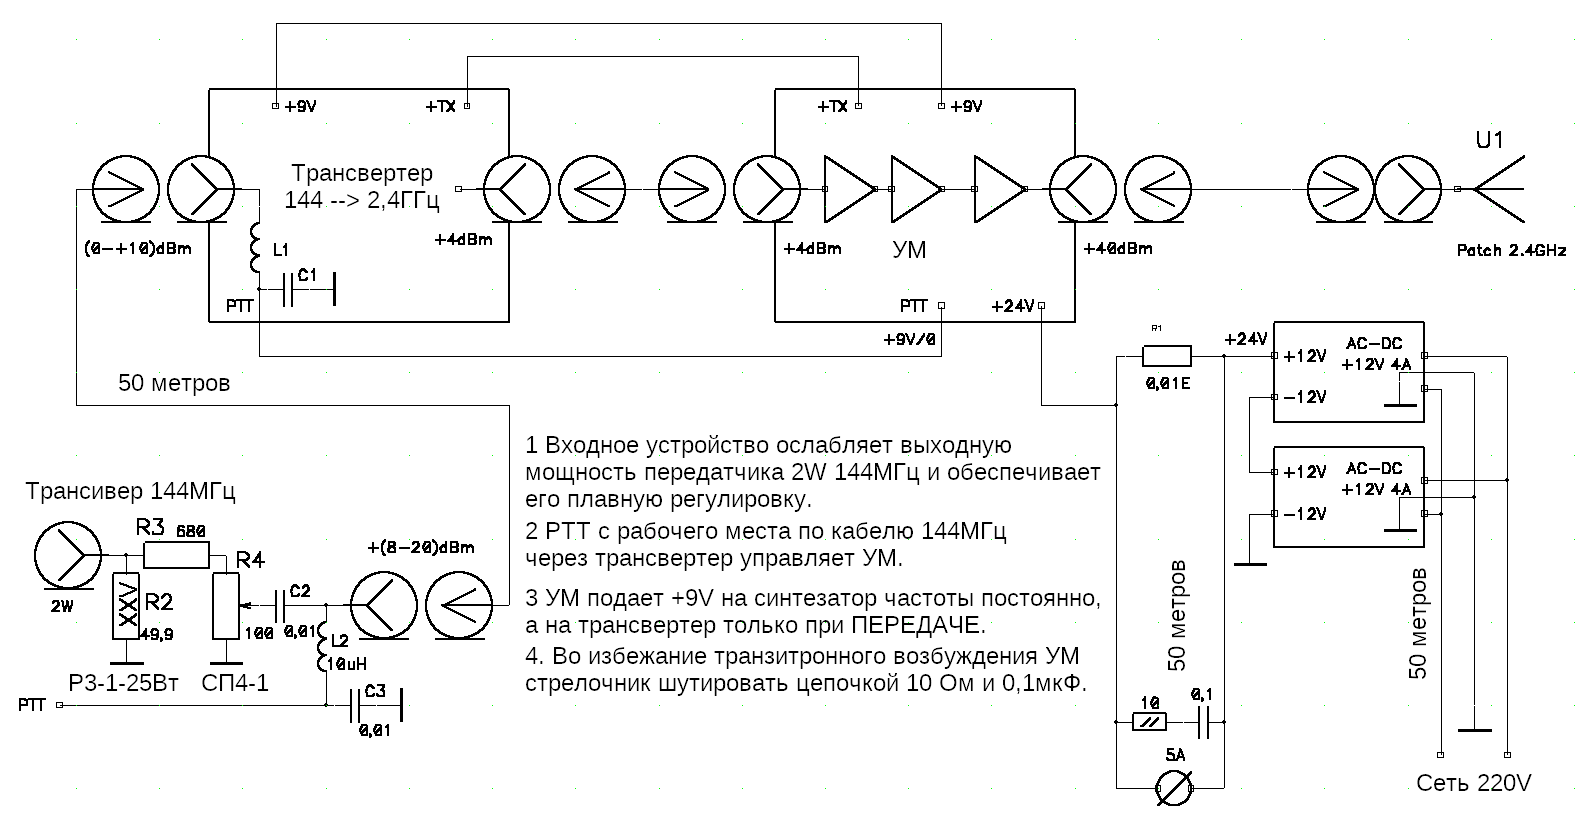 +9V
+TX
+TX
+9V
U1
Трансвертер
144 --> 2,4ГГц
(0-+10)dBm
L1
+4dBm
+4dBm
УМ
+40dBm
Patch 2.4GHz
C1
PTT
PTT
+24V
+9V/0
R1
0,01E
+24V
+12V
AC-DC
+12V 4A
-12V
50 метров
+12V
AC-DC
+12V 4A
-12V
1 Входное устройство ослабляет выходную
мощность передатчика 2W 144МГц и обеспечивает
его плавную регулировку.
2 PTT с рабочего места по кабелю 144МГц
через трансвертер управляет УМ.
3 УМ подает +9V на синтезатор частоты постоянно,
а на трансвертер только при ПЕРЕДАЧЕ.
4. Во избежание транзитронного возбуждения УМ
стрелочник шутировать цепочкой 10 Ом и 0,1мкФ.
Трансивер 144МГц
R3
680
+(8-20)dBm
R4
2W
R2
49,9
C2
100
0,01
L2
10uH
Р3-1-25Вт
СП4-1
PTT
C3
0,01
50 метров
50 метров
10
0,1
5A
Сеть 220V